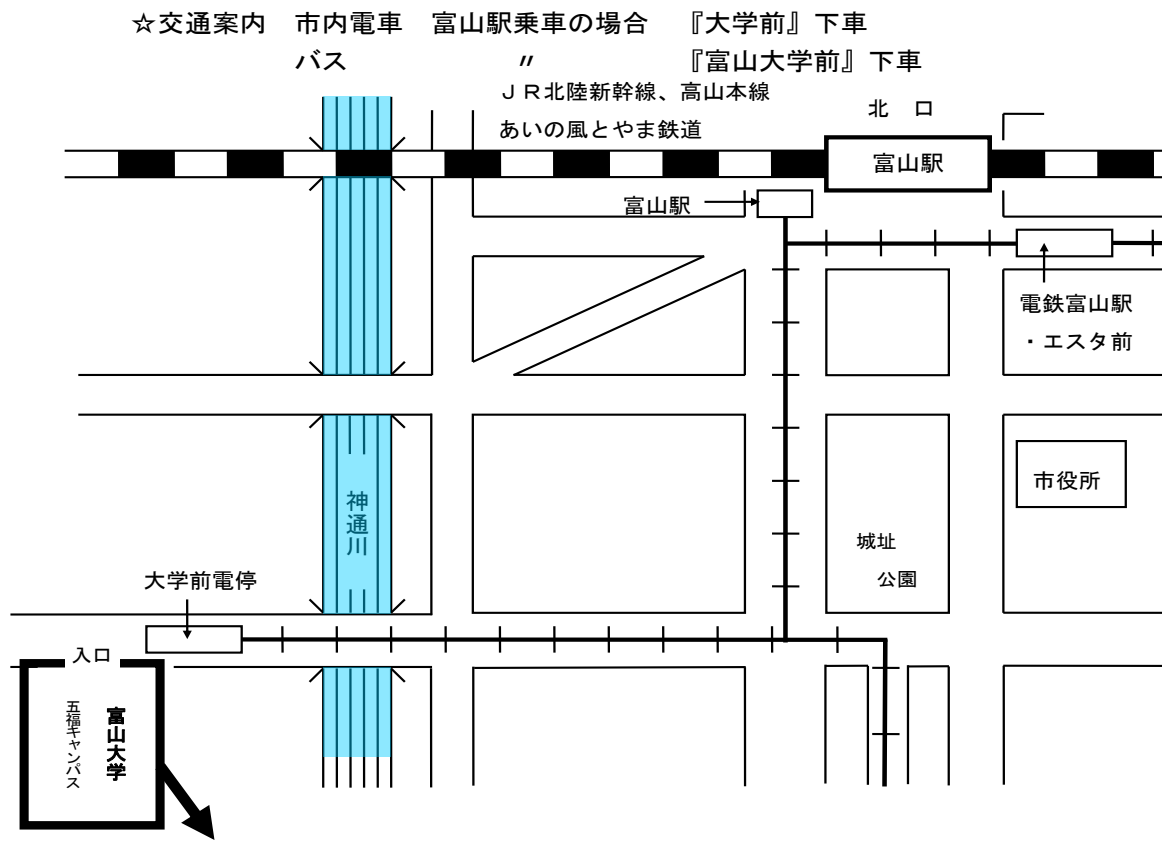 ☆交通案内　市内電車　富山駅乗車の場合　『大学前』下車
バス　〃　『富山大学前』下車
ＪＲ北陸新幹線、高山本線
あいの風とやま鉄道
北　口
富山駅
富山駅
電鉄富山駅
・エスタ前
市役所
神通川
城址
公園
大学前電停
入口
富山大学
五福キャンパス